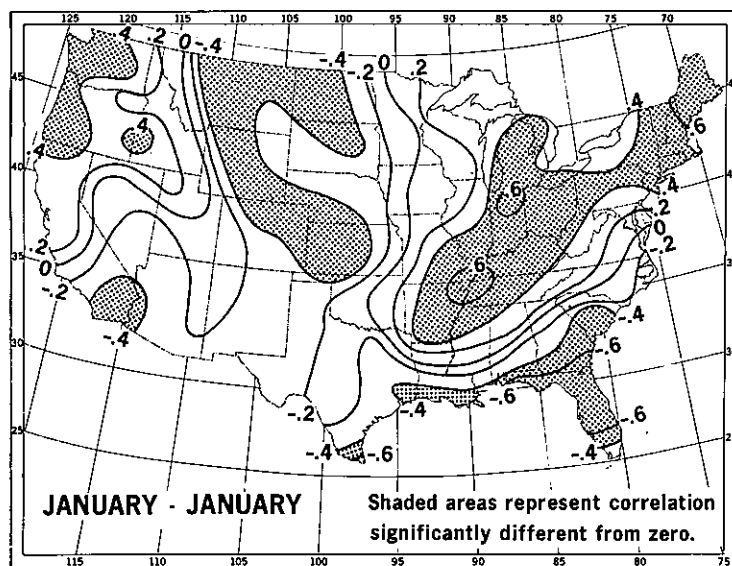 125 120 115 110 105 100 95 90 85 80 75 70
.4 .2 0 -.4 -.4 -.2 0 .2
45
.4 .4 .6
40
.4 .6
.4
.2
0
-.2
35 .2
0
-.2
.6
-.4 -.4
30 -.6
-.2 -.4 -.6 -.6
25 -.4 -.6 -.4
JANUARY - JANUARY Shaded areas represent correlation
significantly different from zero.
115 110 105 100 95 90 85 80 75